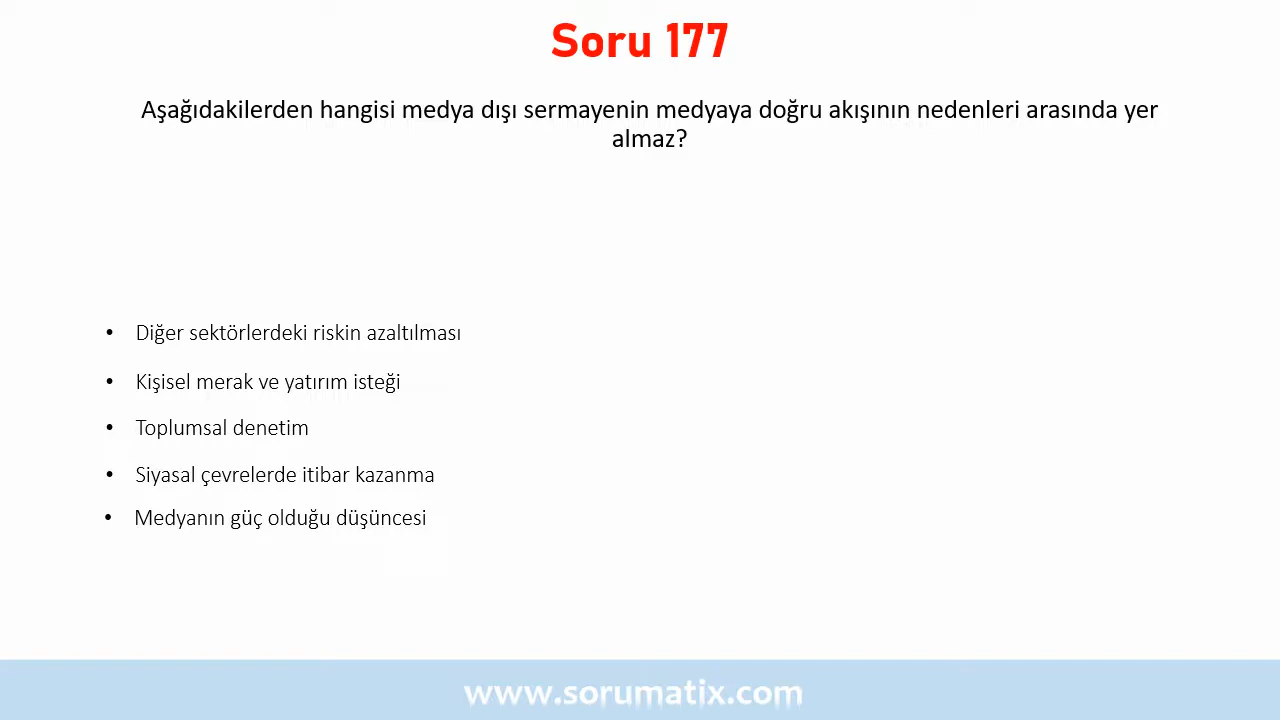 Soru 177
Aşağıdakilerden hangisi medya dışı sermayenin medyaya doğru akışının nedenleri arasında yer
almaz?
• Diğer sektörlerdeki riskin azaltılması
• Kişisel merak ve yatırım isteği
• Toplumsal denetim
• Siyasal çevrelerde itibar kazanma
• Medyanın güç olduğu düşüncesi
www.sorumatix.com